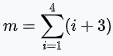 m = \sum_{i=1}^{4} (i + 3)